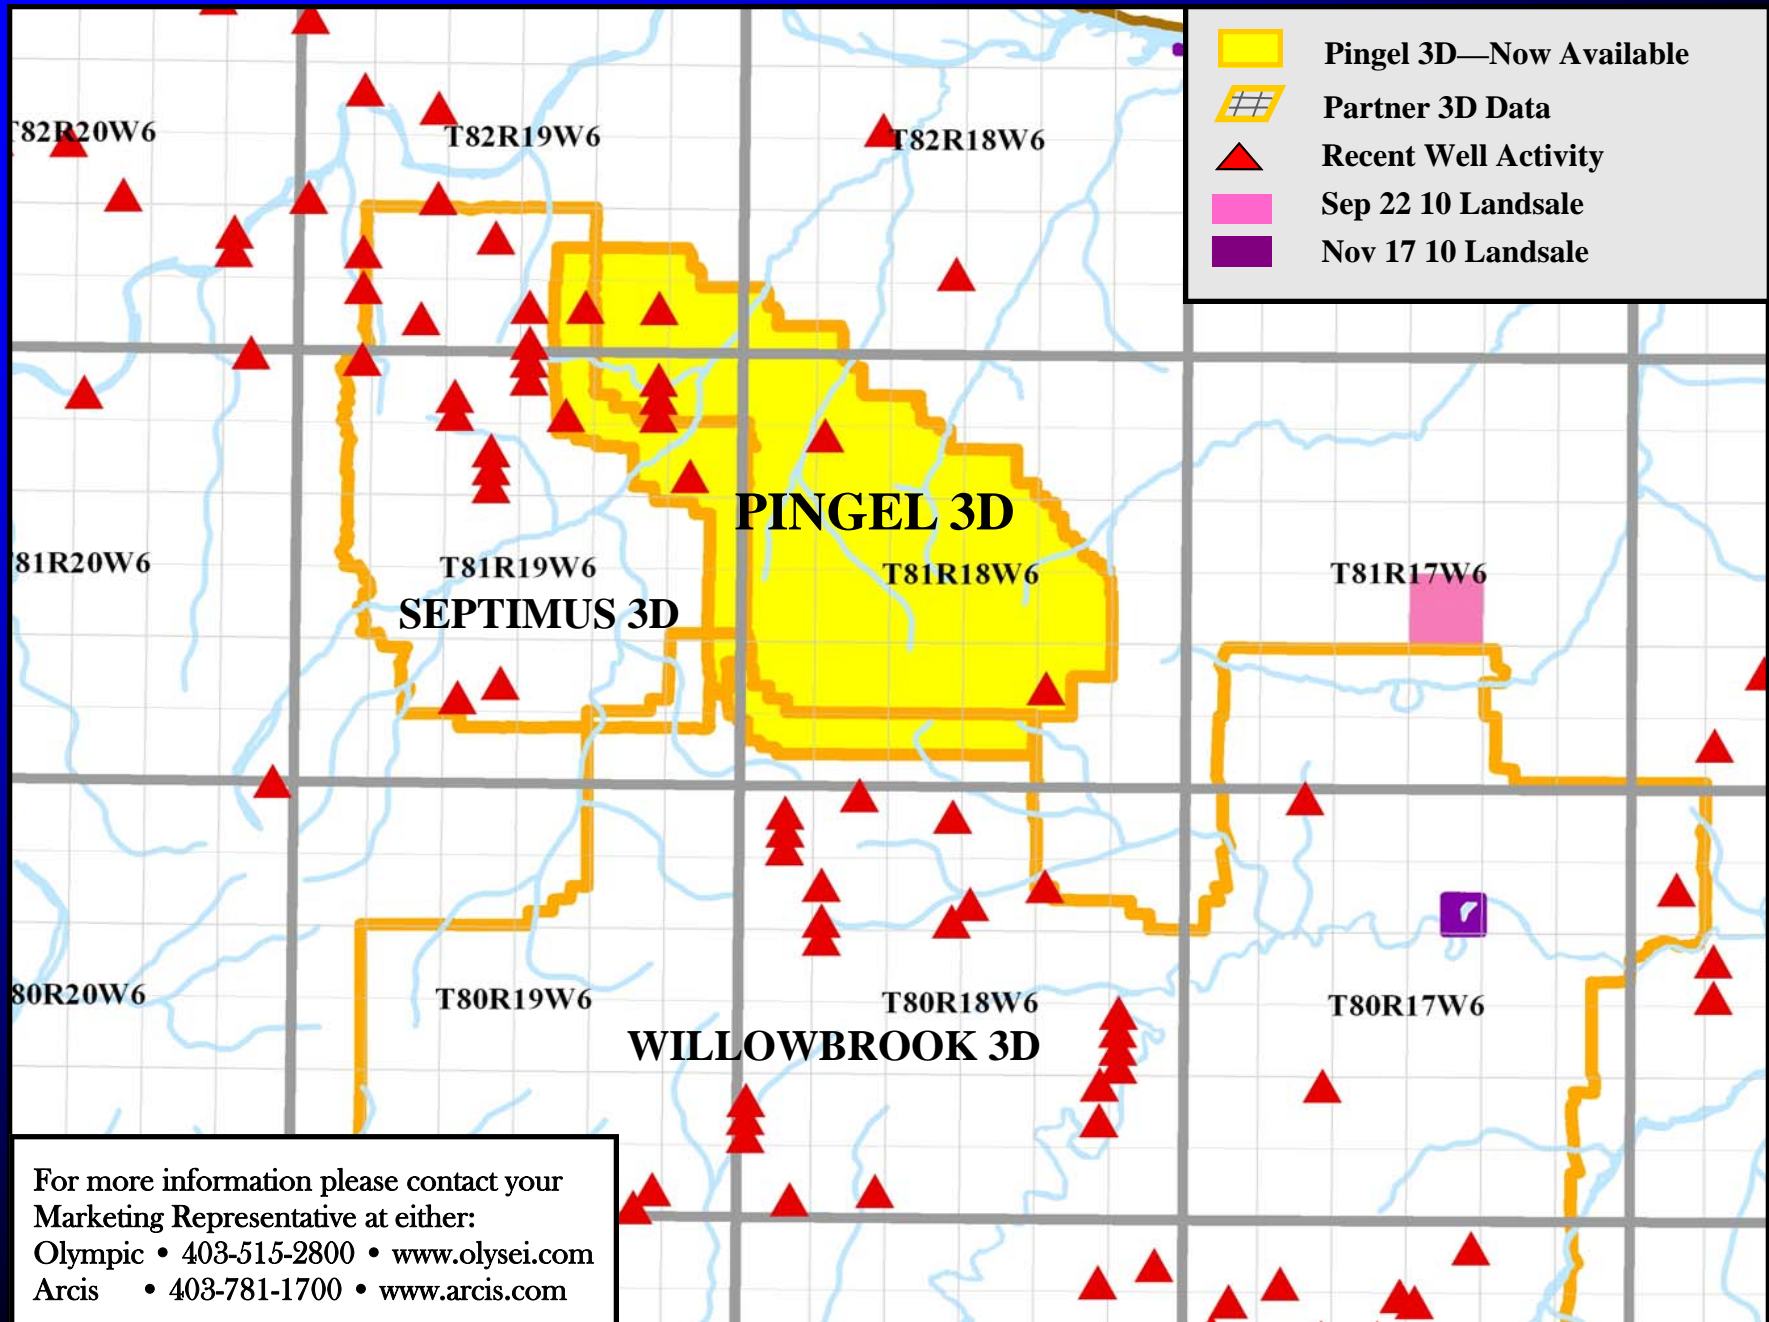 Pingel 3D—Now Available
Partner 3D Data
Recent Well Activity
Sep 22 10 Landsale
Nov 17 10 Landsale
T82R20W6
T82R19W6
T82R18W6
PINGEL 3D
81R20W6
T81R19W6
T81R18W6
T81R17W6
SEPTIMUS 3D
80R20W6
T80R19W6
T80R18W6
T80R17W6
WILLOWBROOK 3D
For more information please contact your
Marketing Representative at either:
Olympic • 403-515-2800 • www.olysei.com
Arcis • 403-781-1700 • www.arcis.com